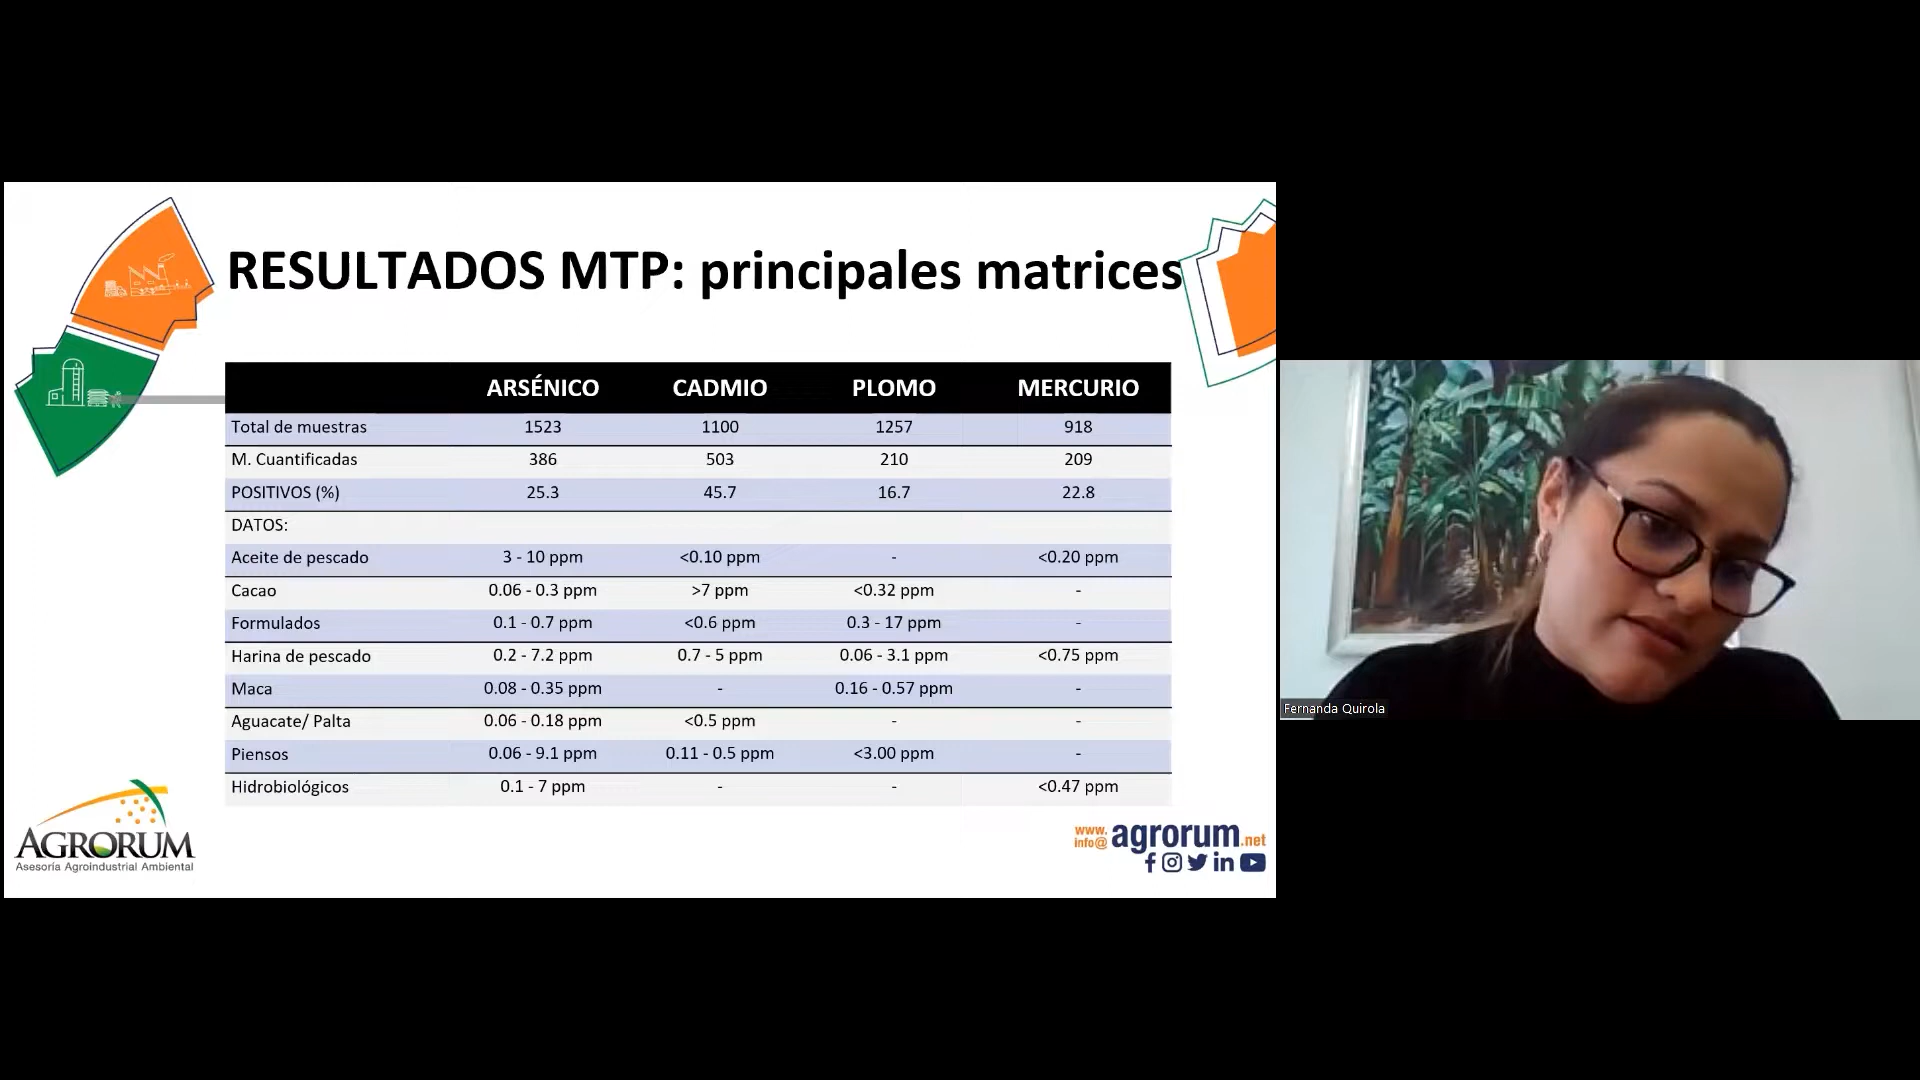 RESULTADOS MTP: principales matrices
ARSÉNICO CADMIO PLOMO MERCURIO
Total de muestras 1523 1100 1257 918
M. Cuantificadas 386 503 210 209
POSITIVOS (%) 25.3 45.7 16.7 22.8
DATOS:
Aceite de pescado 3 - 10 ppm <0.10 ppm - <0.20 ppm
Cacao 0.06 - 0.3 ppm >7 ppm <0.32 ppm -
Formulados 0.1 - 0.7 ppm <0.6 ppm 0.3 - 17 ppm -
Harina de pescado 0.2 - 7.2 ppm 0.7 - 5 ppm 0.06 - 3.1 ppm <0.75 ppm
Maca 0.08 - 0.35 ppm - 0.16 - 0.57 ppm -
Aguacate/ Palta 0.06 - 0.18 ppm <0.5 ppm - -
Piensos 0.06 - 9.1 ppm 0.11 - 0.5 ppm <3.00 ppm -
Hidrobiológicos 0.1 - 7 ppm - - <0.47 ppm
AGRORUM
Asesoría Agroindustrial Ambiental
www.
info@ agrorum.net
Fernanda Quirola